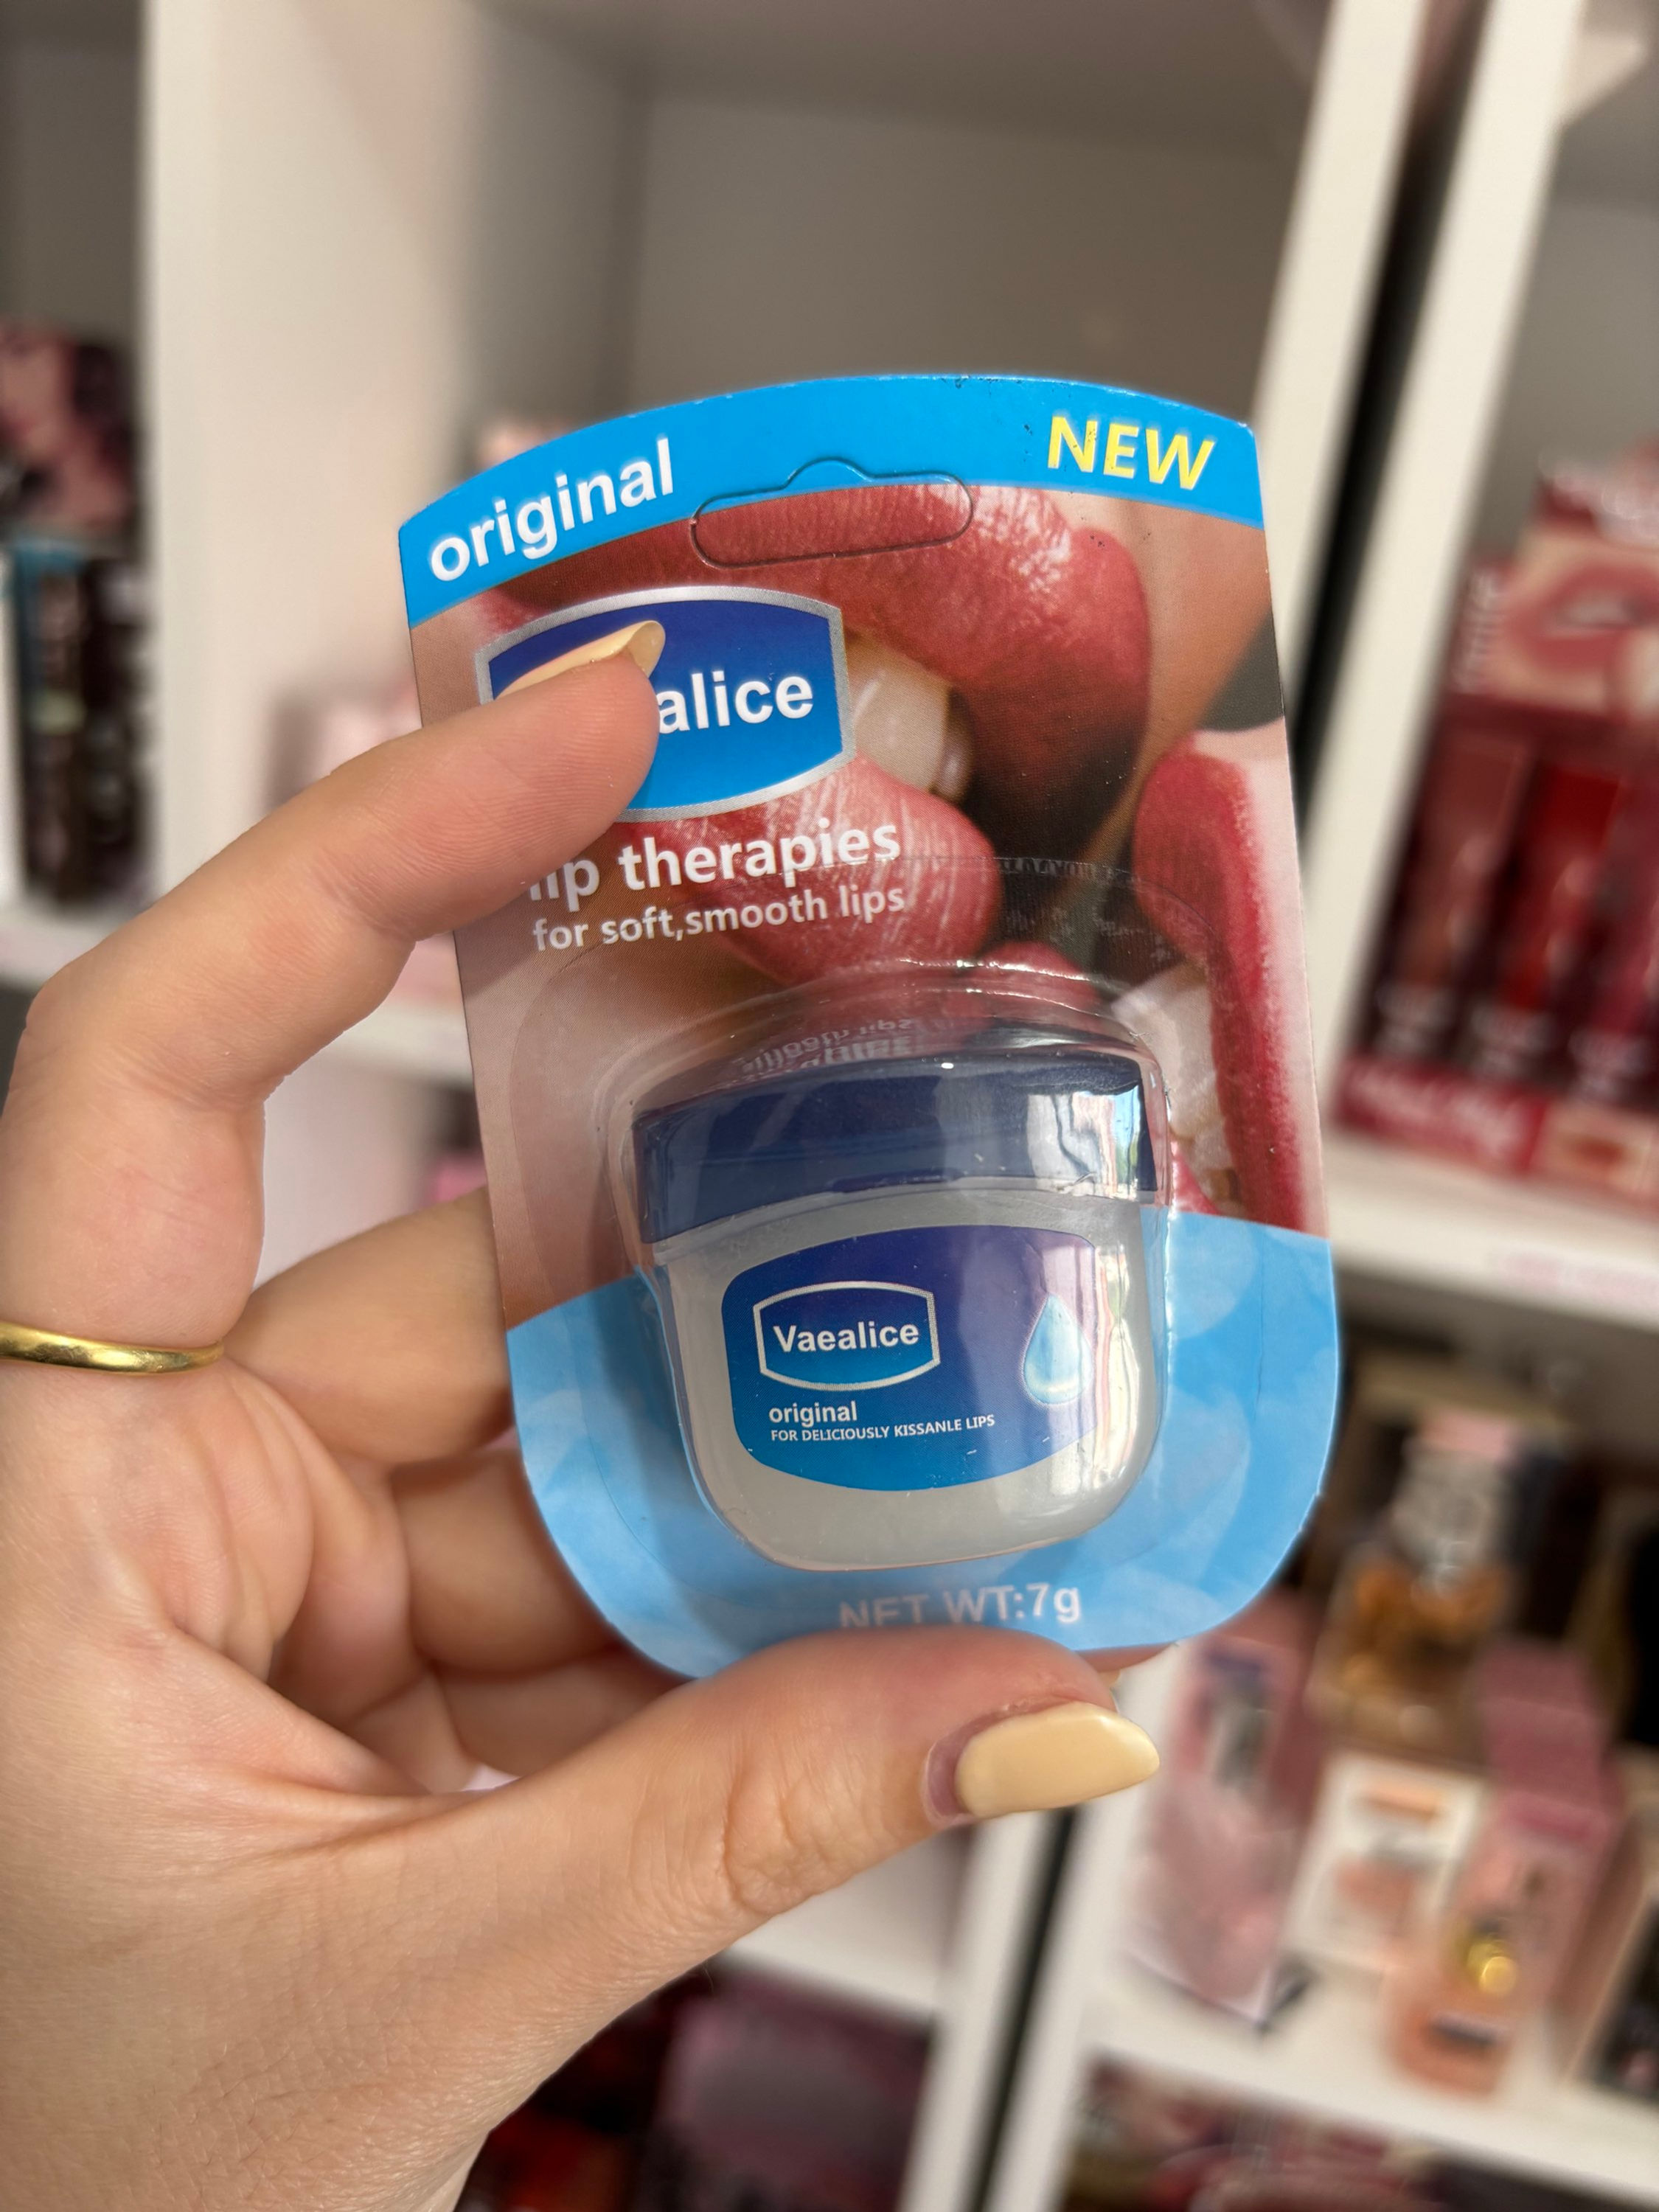 original
NEW
alice
lip therapies
for soft,smooth lips
Vaealice
original
FOR DELICIOUSLY KISSANLE LIPS
NET WT:7g